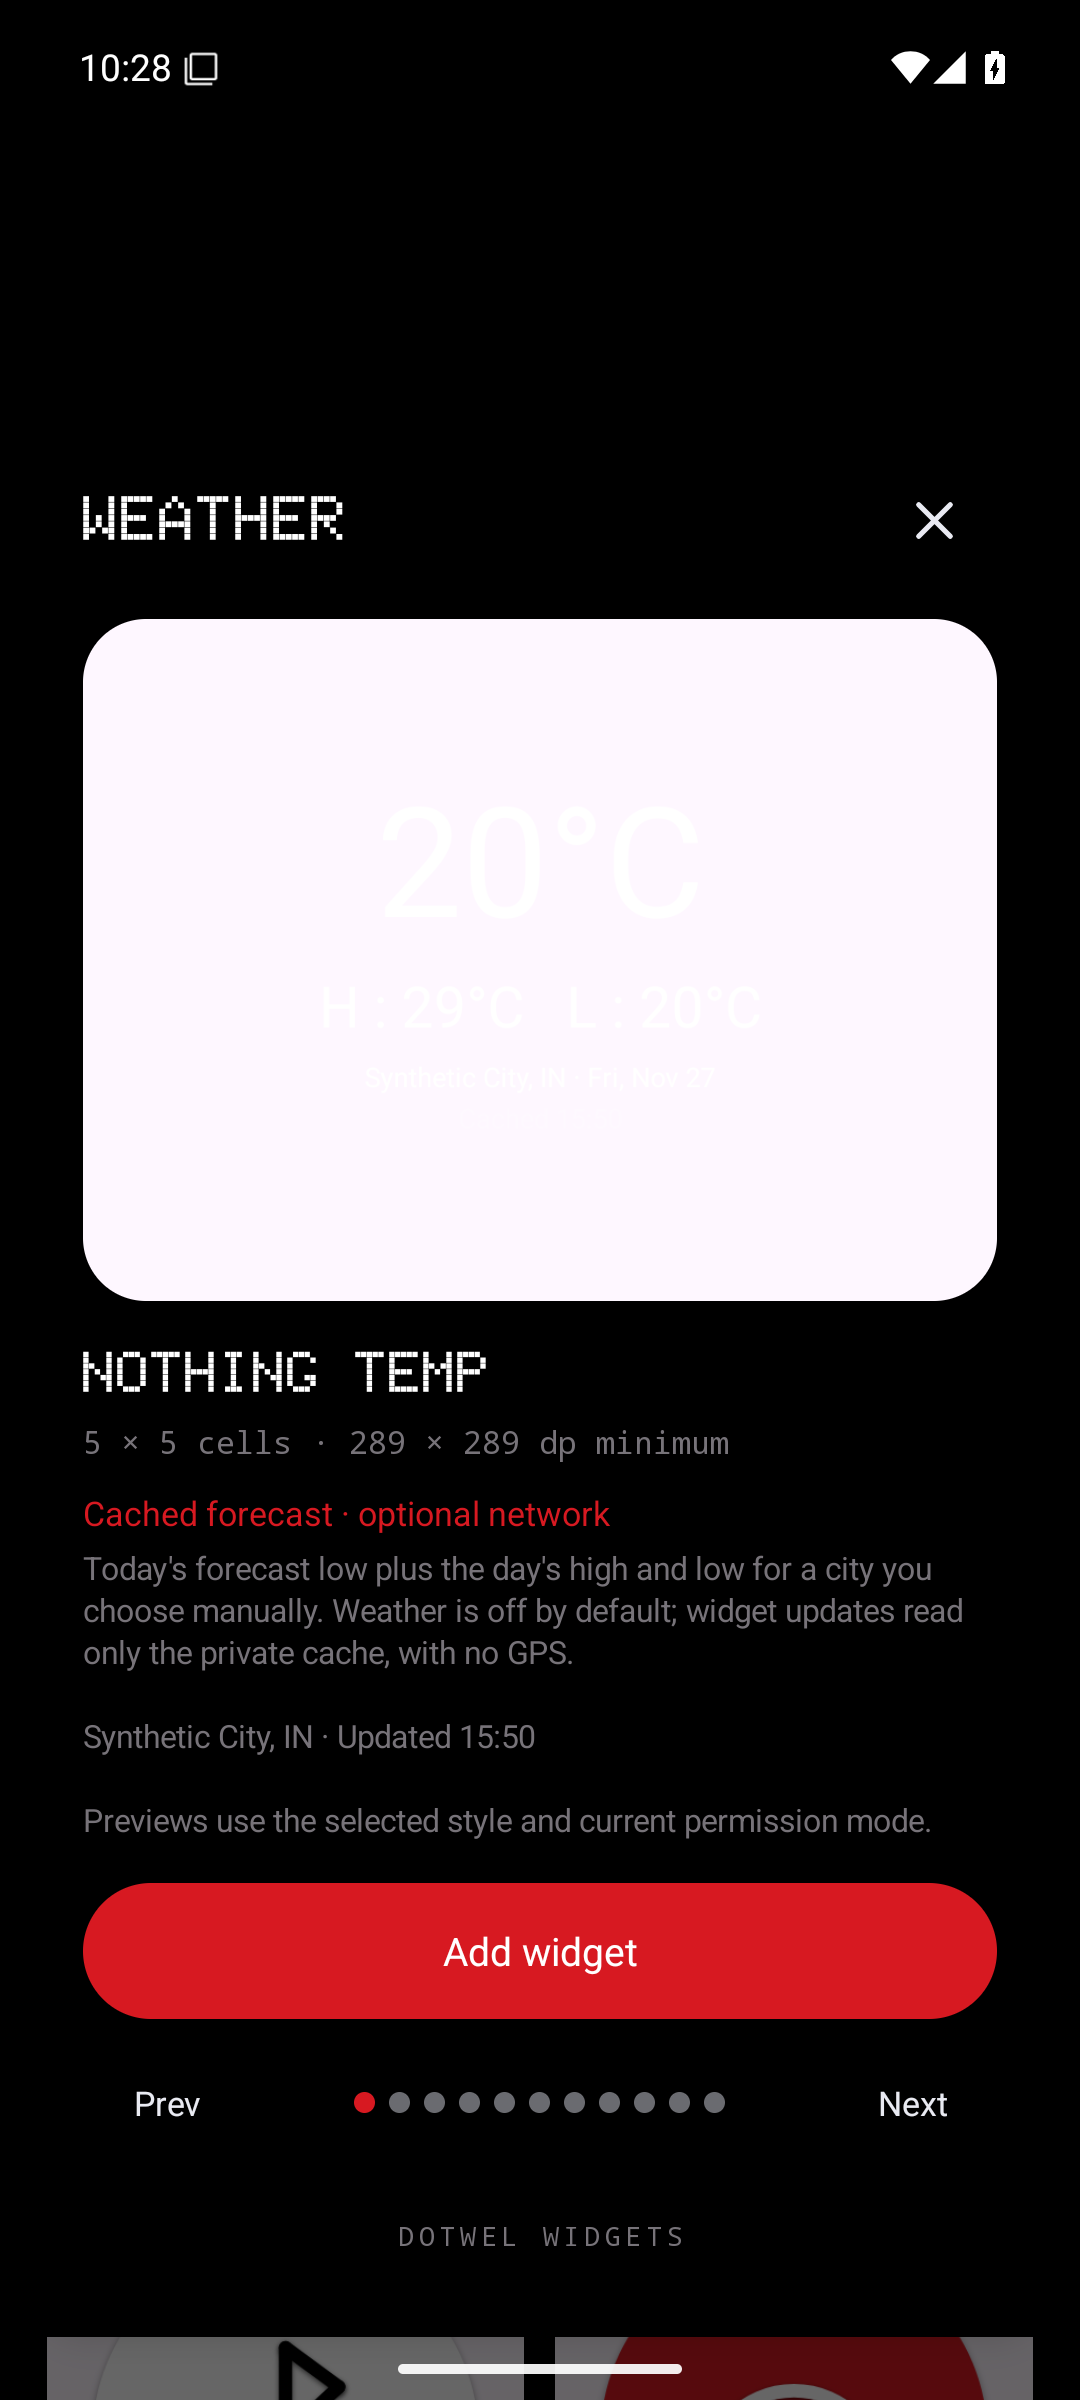 10:28
WEATHER
20°C
H : 29°C L : 20°C
Synthetic City, IN · Fri, Nov 27
NOTHING TEMP
5 × 5 cells · 289 × 289 dp minimum
Cached forecast · optional network
Today's forecast low plus the day's high and low for a city you
choose manually. Weather is off by default; widget updates read
only the private cache, with no GPS.
Synthetic City, IN · Updated 15:50
Previews use the selected style and current permission mode.
Add widget
Prev
Next
DOTWEL WIDGETS